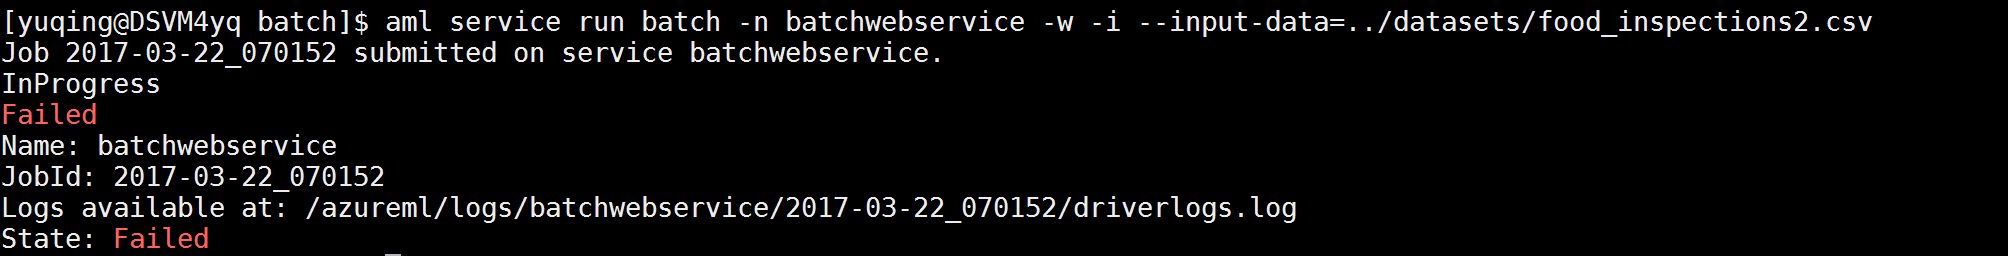 [yuqing@DSVM4yq batch]$ aml service run batch -n batchwebservice -w -i --input-data=../datasets/food_inspections2.csv
Job 2017-03-22_070152 submitted on service batchwebservice.
InProgress
Failed
Name: batchwebservice
JobId: 2017-03-22_070152
Logs available at: /azureml/logs/batchwebservice/2017-03-22_070152/driverlogs.log
State: Failed